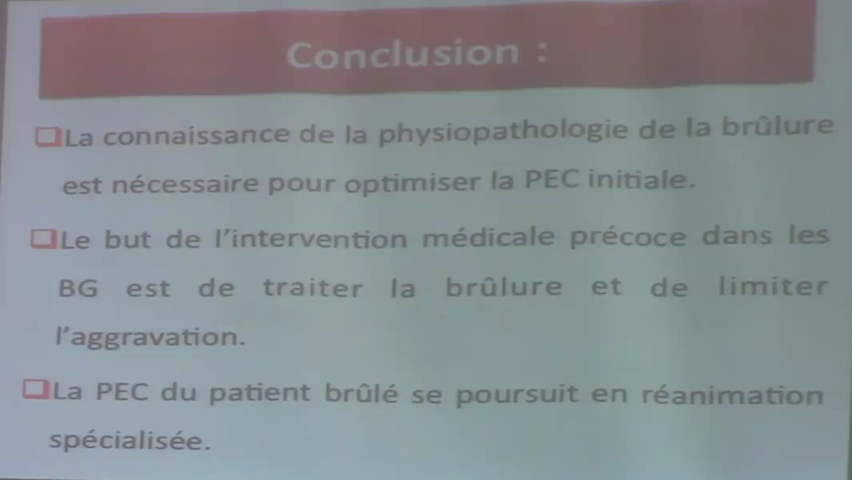 Conclusion :
❑La connaissance de la physiopathologie de la brûlure
est nécessaire pour optimiser la PEC initiale.
❑Le but de l'intervention médicale précoce dans les
BG est de traiter la brûlure et de limiter
l'aggravation.
❑La PEC du patient brûlé se poursuit en réanimation
spécialisée.